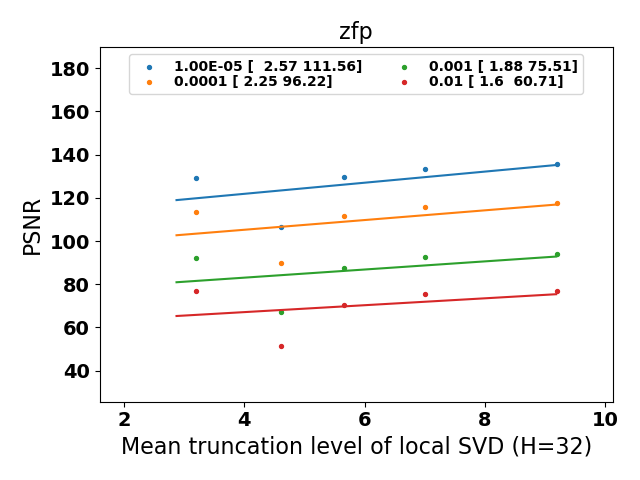 zfp
1.00E-05 [  2.57 111.56]
0.0001 [ 2.25 96.22]
0.001 [ 1.88 75.51]
0.01 [ 1.6  60.71]
180
160
140
120
100
80
60
40
PSNR
2 4 6 8 10
Mean truncation level of local SVD (H=32)